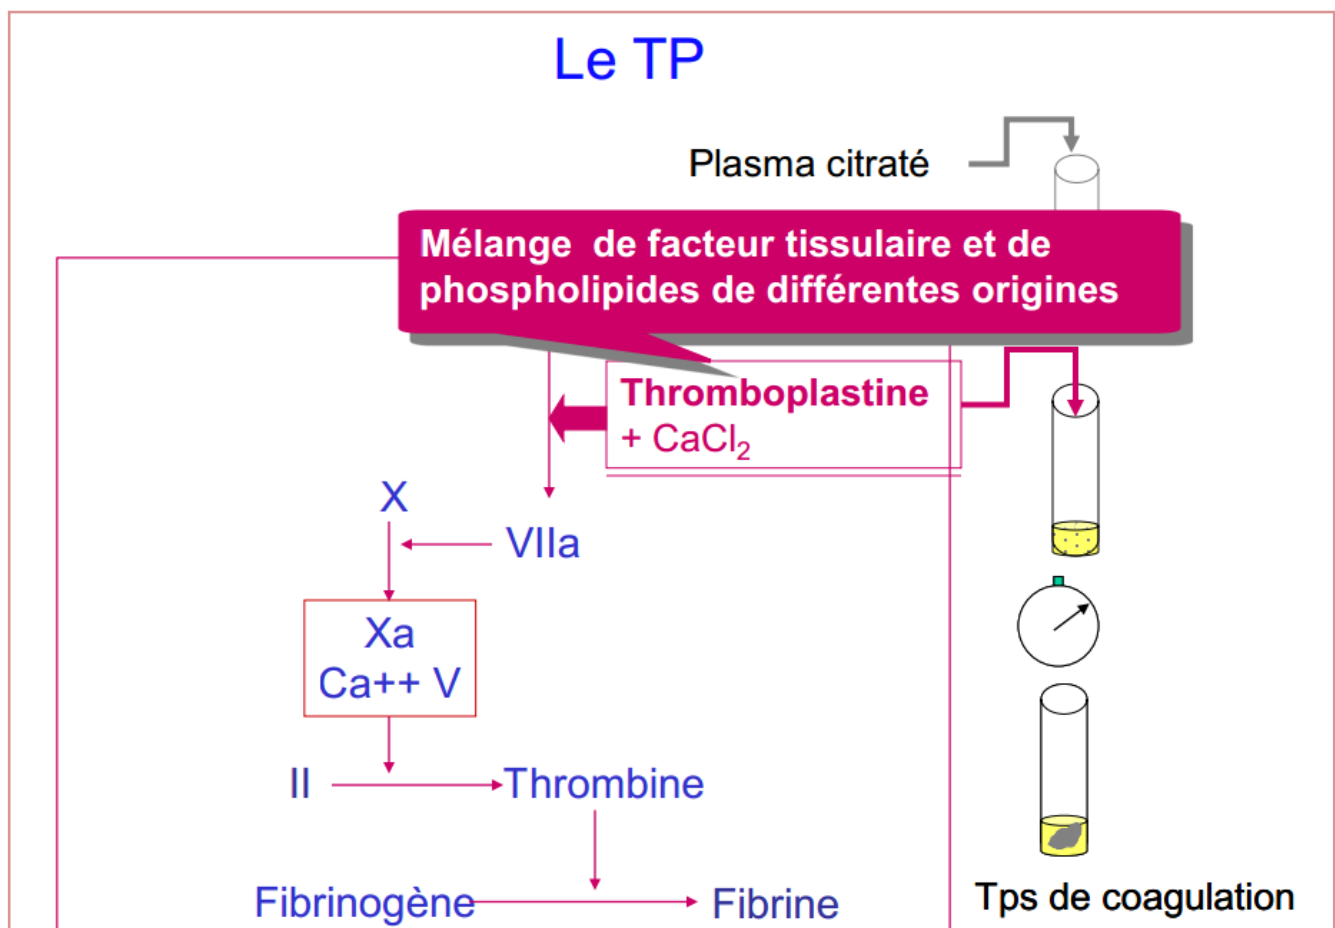 Le TP
Plasma citraté
Mélange de facteur tissulaire et de
phospholipides de différentes origines
Thromboplastine
+ CaCl₂
X
VIIa
Xa
Ca++ V
II
Thrombine
Fibrinogène
Fibrine
Tps de coagulation